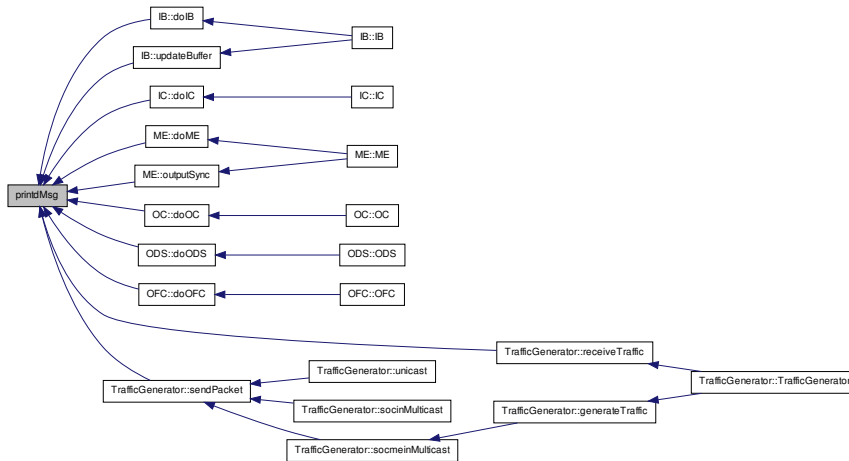 IB::doIB
IB::IB
IB::updateBuffer
IC::doIC
IC::IC
ME::doME
ME::ME
ME::outputSync
printdMsg
OC::doOC
OC::OC
ODS::doODS
ODS::ODS
OFC::doOFC
OFC::OFC
TrafficGenerator::receiveTraffic
TrafficGenerator::unicast
TrafficGenerator::TrafficGenerator
TrafficGenerator::sendPacket
TrafficGenerator::socinMulticast
TrafficGenerator::generateTraffic
TrafficGenerator::socmeinMulticast